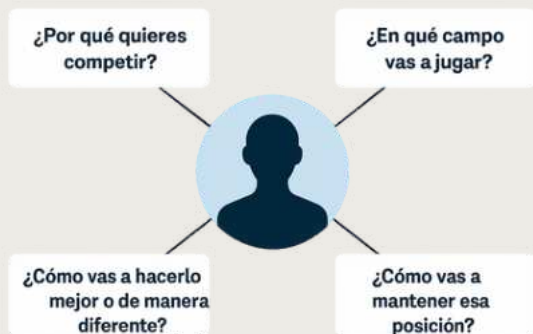 ¿Por qué quieres
competir?
¿En qué campo
vas a jugar?
¿Cómo vas a hacerlo
mejor o de manera
diferente?
¿Cómo vas a
mantener esa
posición?